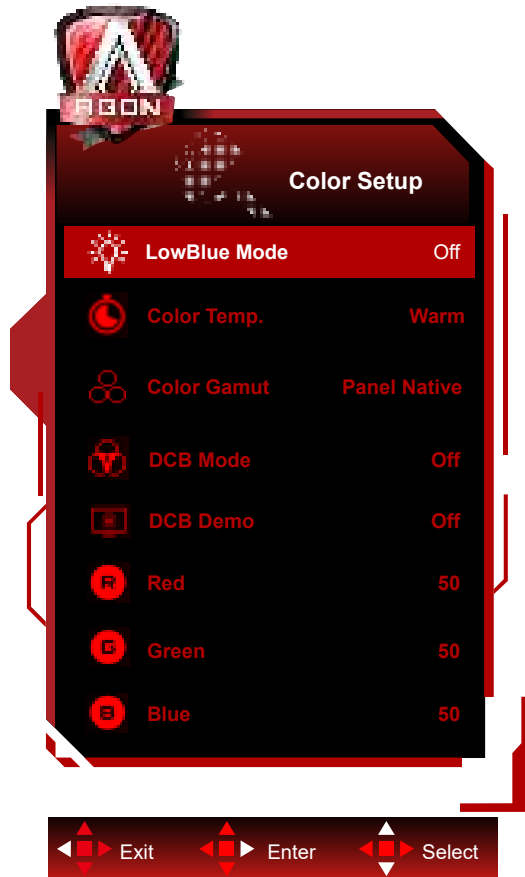 AGON
Color Setup
LowBlue Mode Off
Color Temp. Warm
Color Gamut Panel Native
DCB Mode Off
DCB Demo Off
R Red 50
G Green 50
B Blue 50
Exit Enter Select